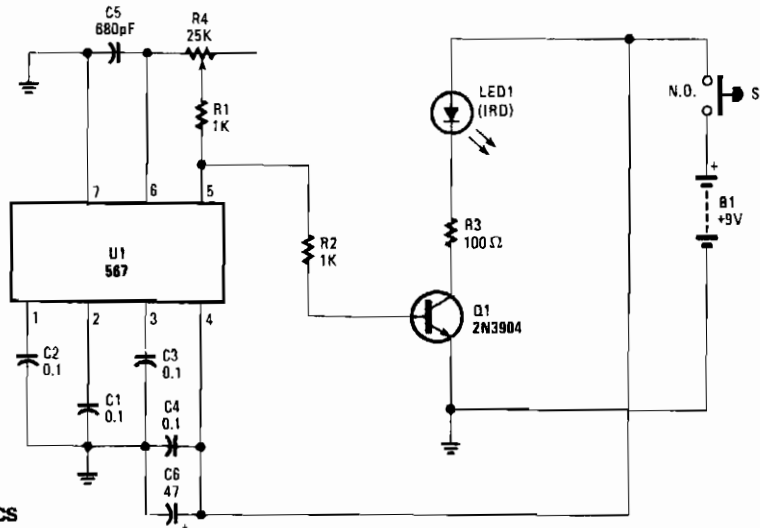 C5
680pF
R4
25K
R1
1K
7
6
5
U1
567
1
2
3
4
C2
0.1
C1
0.1
C3
0.1
C4
0.1
C6
47
+
R2
1K
LED1
(IRD)
R3
100Ω
Q1
2N3904
N.O.
S
+
B1
+9V
CS